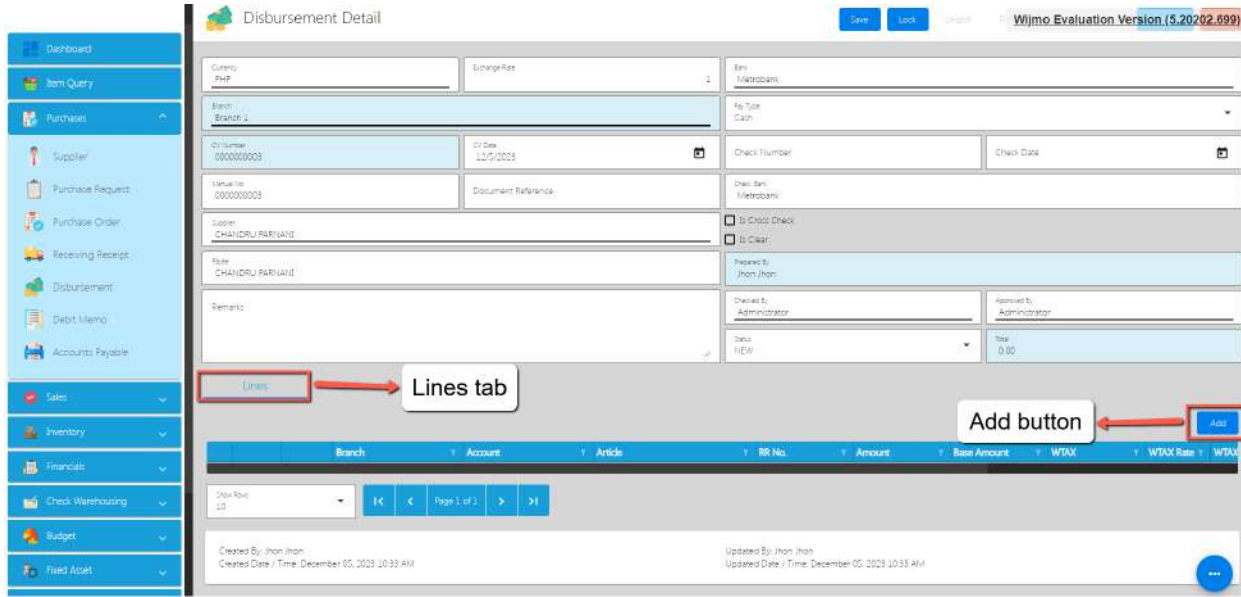 Disbursement Detail
Save
Lock
Wijmo Evaluation Version (5.20202.699)
Dashboard
Item Query
Purchases
Supplier
Purchase Request
Purchase Order
Receiving Receipt
Disbursement
Debit Memo
Accounts Payable
Sales
Inventory
Financials
Check Warehousing
Budget
Fixed Asset
Currency
PHP
Exchange Rate
1
Bank
Metrobank
Branch
Branch 1
Pay Type
Cash
CV Number
0000000003
CV Date
12/5/2023
Check Number
Check Date
Manual No.
0000000003
Document Reference
Check Bank
Metrobank
Supplier
CHANDRU PARNANI
Is Cross Check
Is Clear
Payee
CHANDRU PARNANI
Prepared By
Jhon Jhon
Remarks
Checked By
Administrator
Approved By
Administrator
Status
NEW
Total
0.00
Lines
Lines tab
Add button
Add
Branch Account Article RR No. Amount Base Amount WTAX WTAX Rate WTAX
Show Rows
10
Page 1 of 1
Created By: Jhon Jhon
Created Date / Time: December 05, 2023 10:33 AM
Updated By: Jhon Jhon
Updated Date / Time: December 05, 2023 10:33 AM